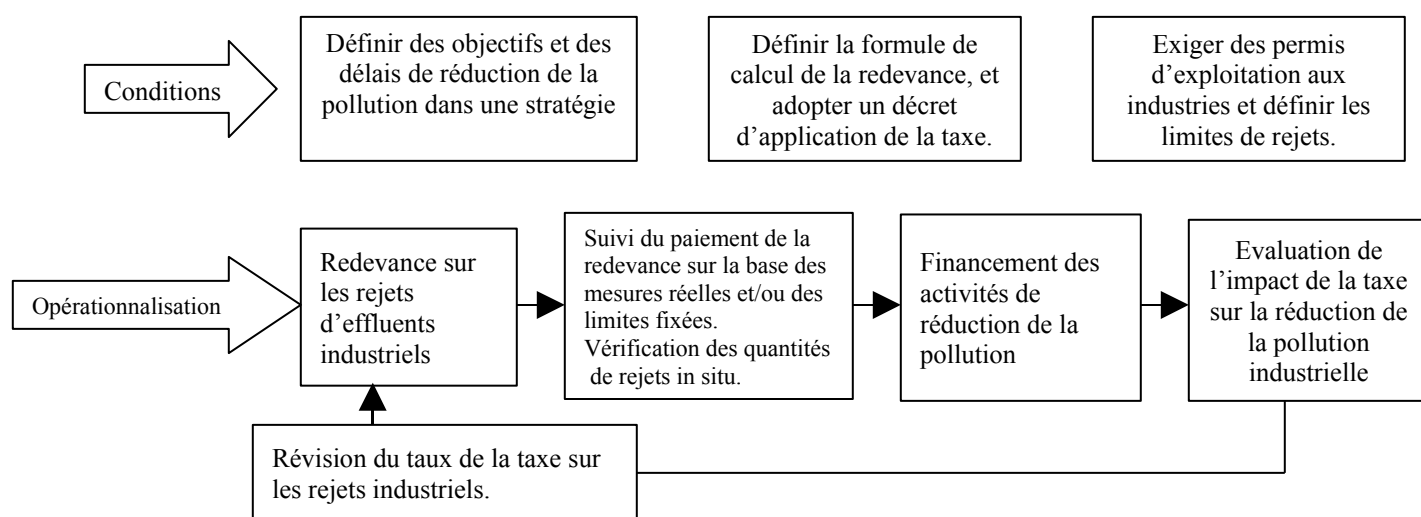 Conditions
Définir des objectifs et des
délais de réduction de la
pollution dans une stratégie
Définir la formule de
calcul de la redevance, et
adopter un décret
d’application de la taxe.
Exiger des permis
d’exploitation aux
industries et définir les
limites de rejets.
Opérationnalisation
Redevance sur
les rejets
d’effluents
industriels
Suivi du paiement de la
redevance sur la base des
mesures réelles et/ou des
limites fixées.
Vérification des quantités
de rejets in situ.
Financement des
activités de
réduction de la
pollution
Evaluation de
l’impact de la taxe
sur la réduction de
la pollution
industrielle
Révision du taux de la taxe sur
les rejets industriels.